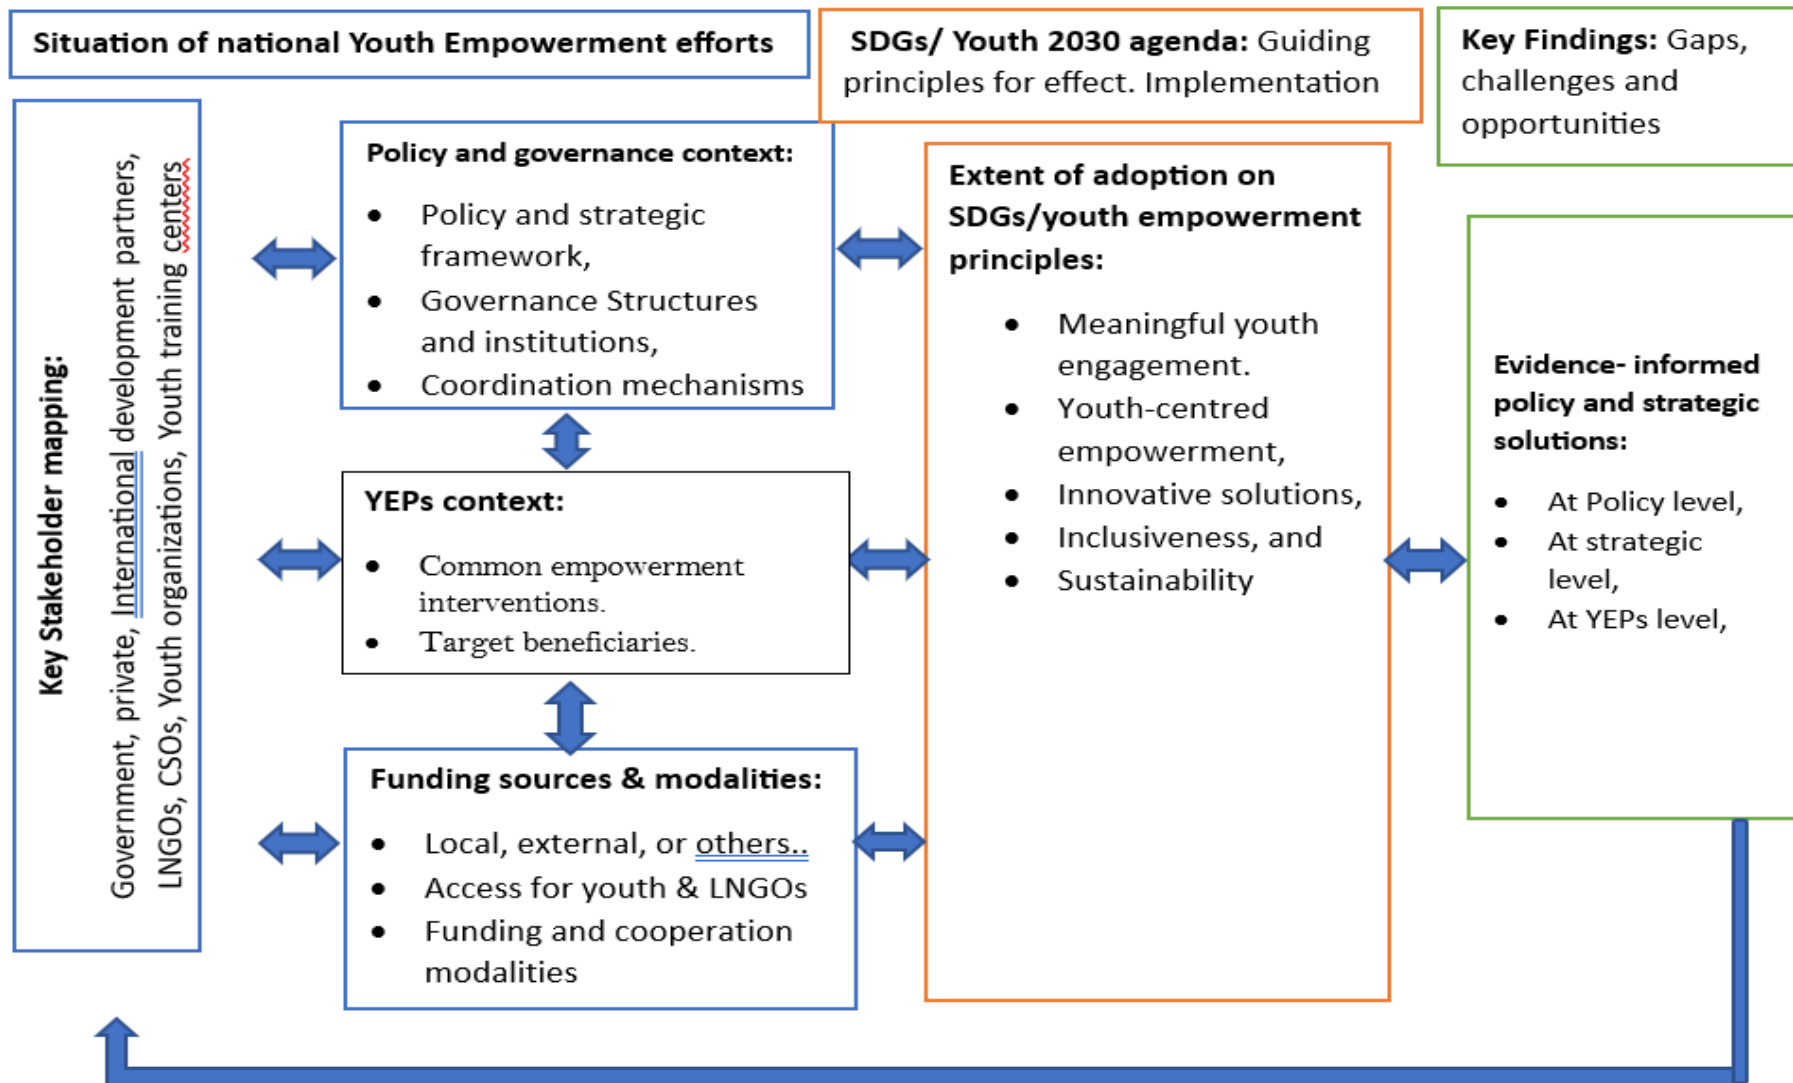 Situation of national Youth Empowerment efforts
SDGs/ Youth 2030 agenda: Guiding
principles for effect. Implementation
Key Findings: Gaps,
challenges and
opportunities
Key Stakeholder mapping:
Government, private, International development partners,
LNGOs, CSOs, Youth organizations, Youth training centers
Policy and governance context:
• Policy and strategic
framework,
• Governance Structures
and institutions,
• Coordination mechanisms
YEPs context:
• Common empowerment
interventions.
• Target beneficiaries.
Funding sources & modalities:
• Local, external, or others..
• Access for youth & LNGOs
• Funding and cooperation
modalities
Extent of adoption on
SDGs/youth empowerment
principles:
• Meaningful youth
engagement.
• Youth-centred
empowerment,
• Innovative solutions,
• Inclusiveness, and
• Sustainability
Evidence- informed
policy and strategic
solutions:
• At Policy level,
• At strategic
level,
• At YEPs level,